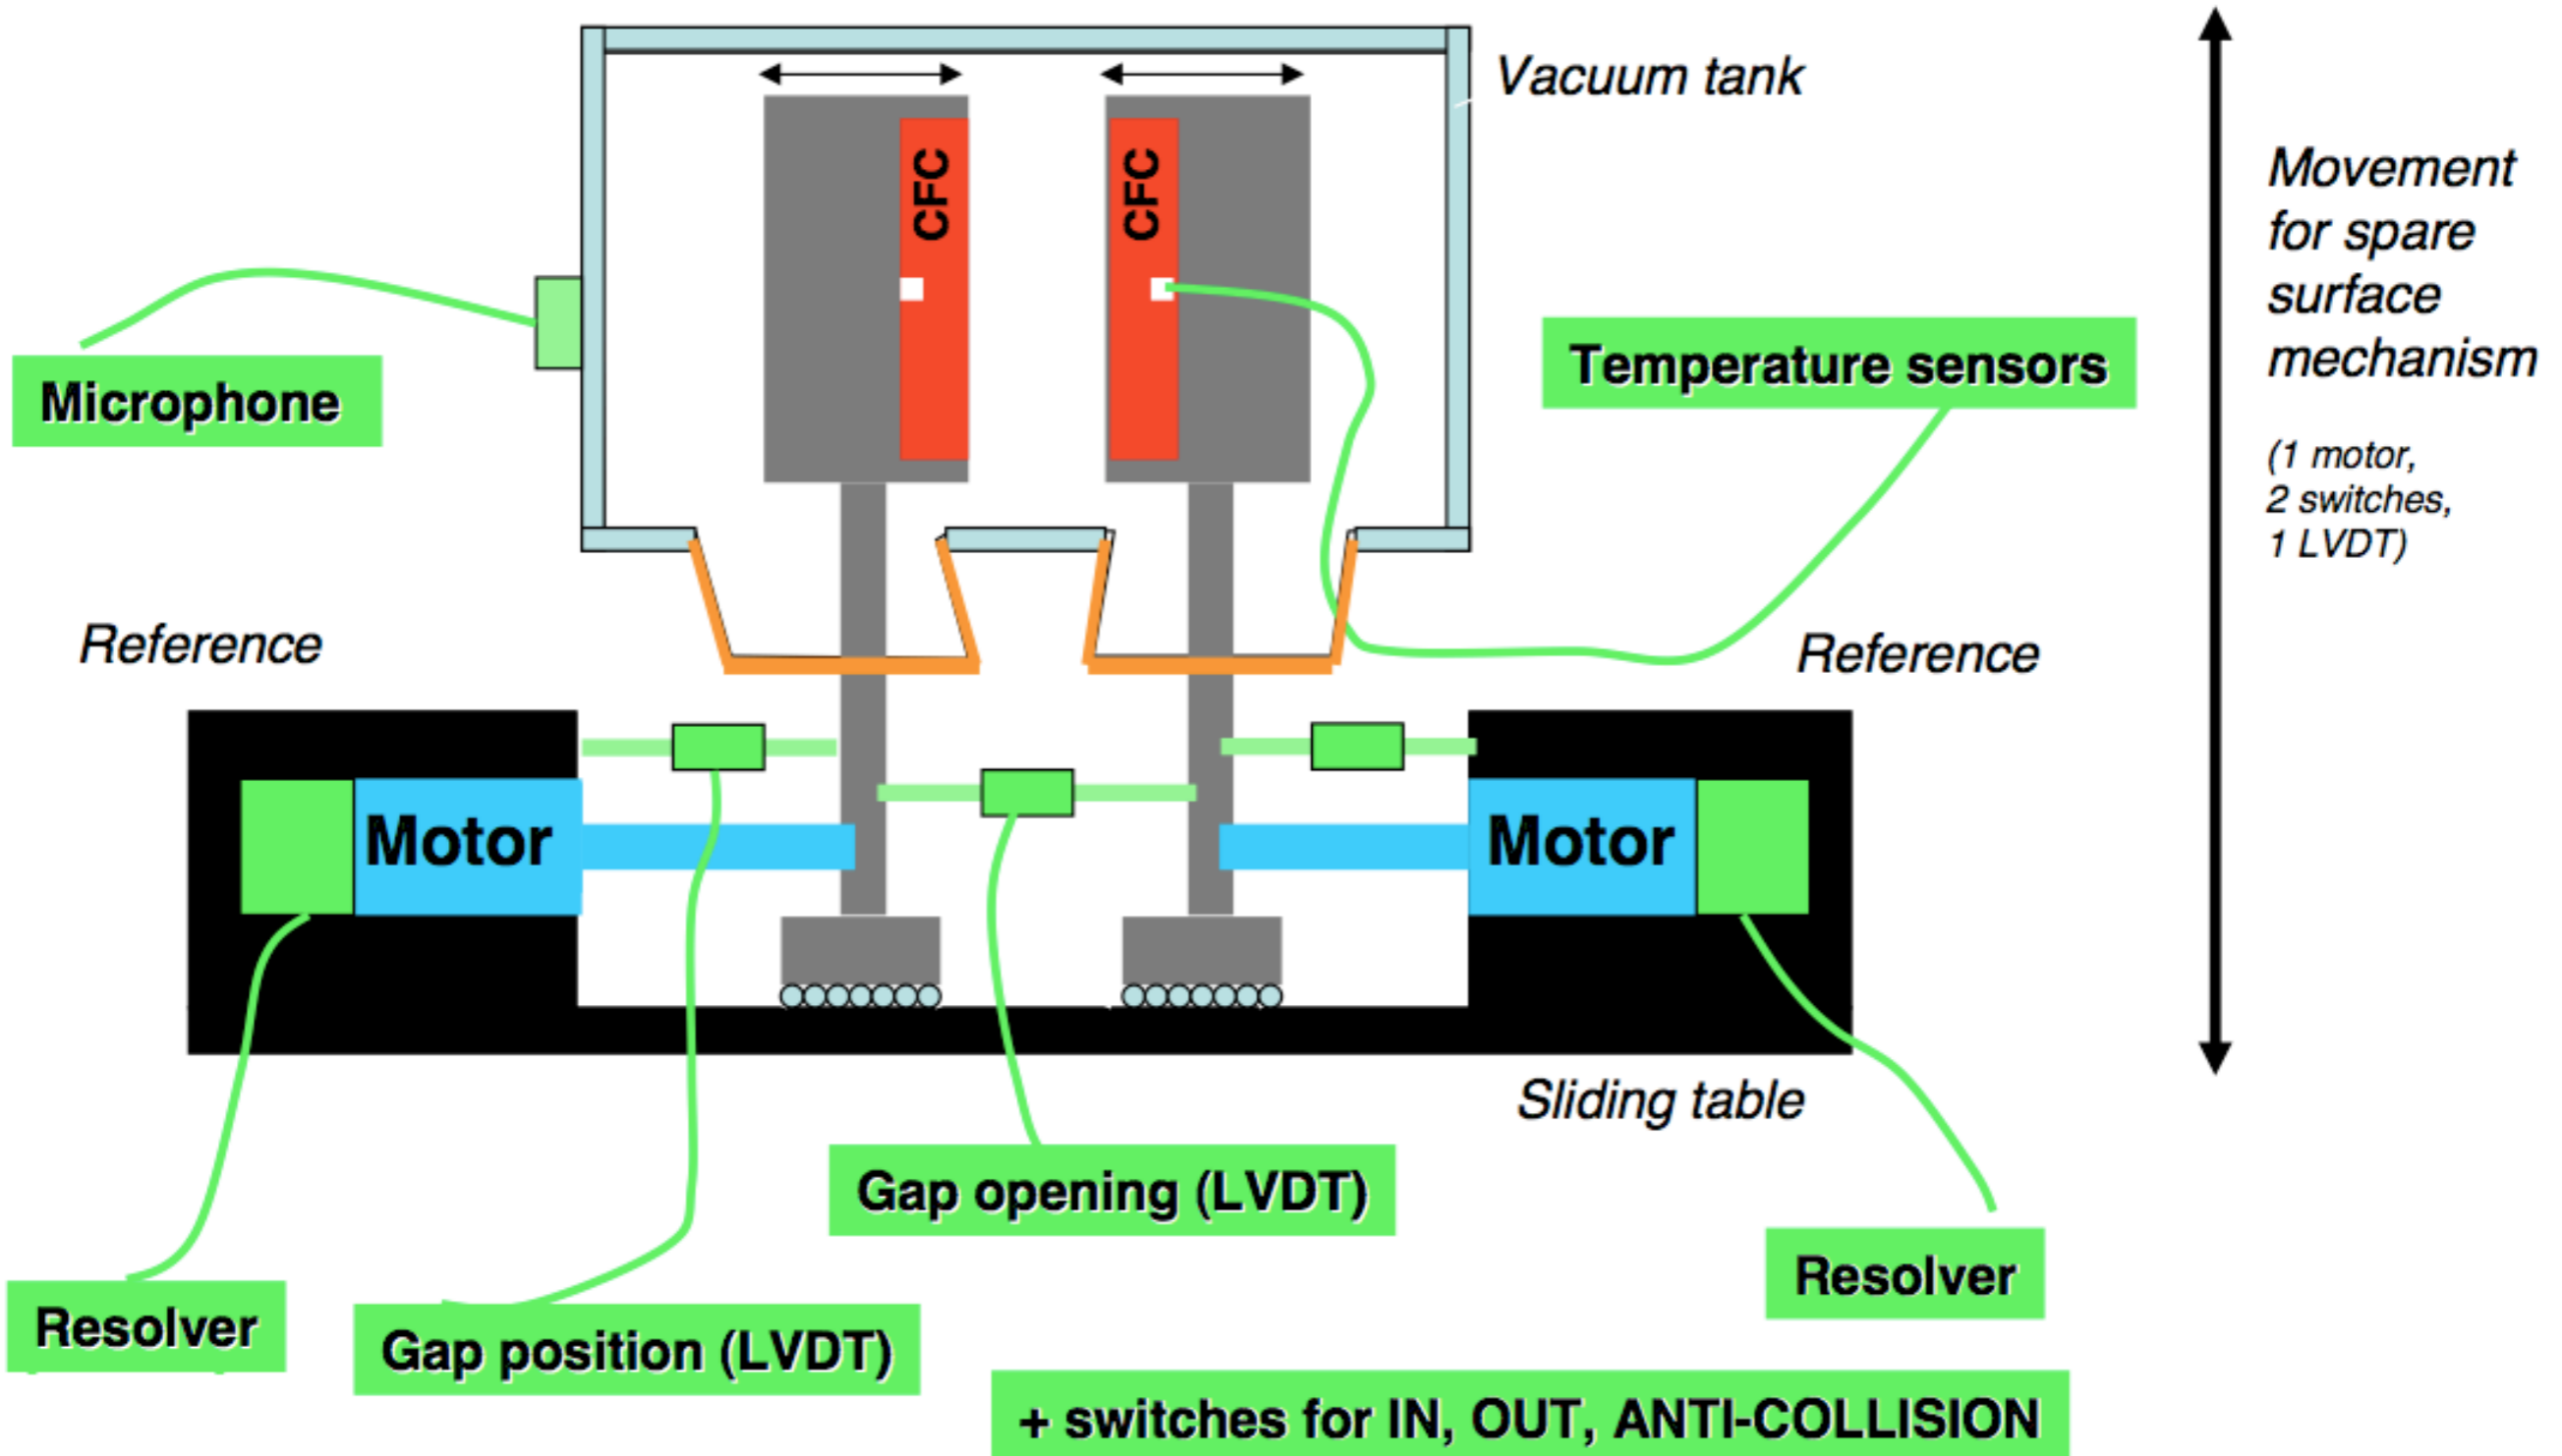 Vacuum tank
CFC
CFC
Movement
for spare
surface
mechanism
(1 motor,
2 switches,
1 LVDT)
Microphone
Temperature sensors
Reference
Reference
Motor
Motor
Sliding table
Gap opening (LVDT)
Resolver
Resolver
Gap position (LVDT)
+ switches for IN, OUT, ANTI-COLLISION